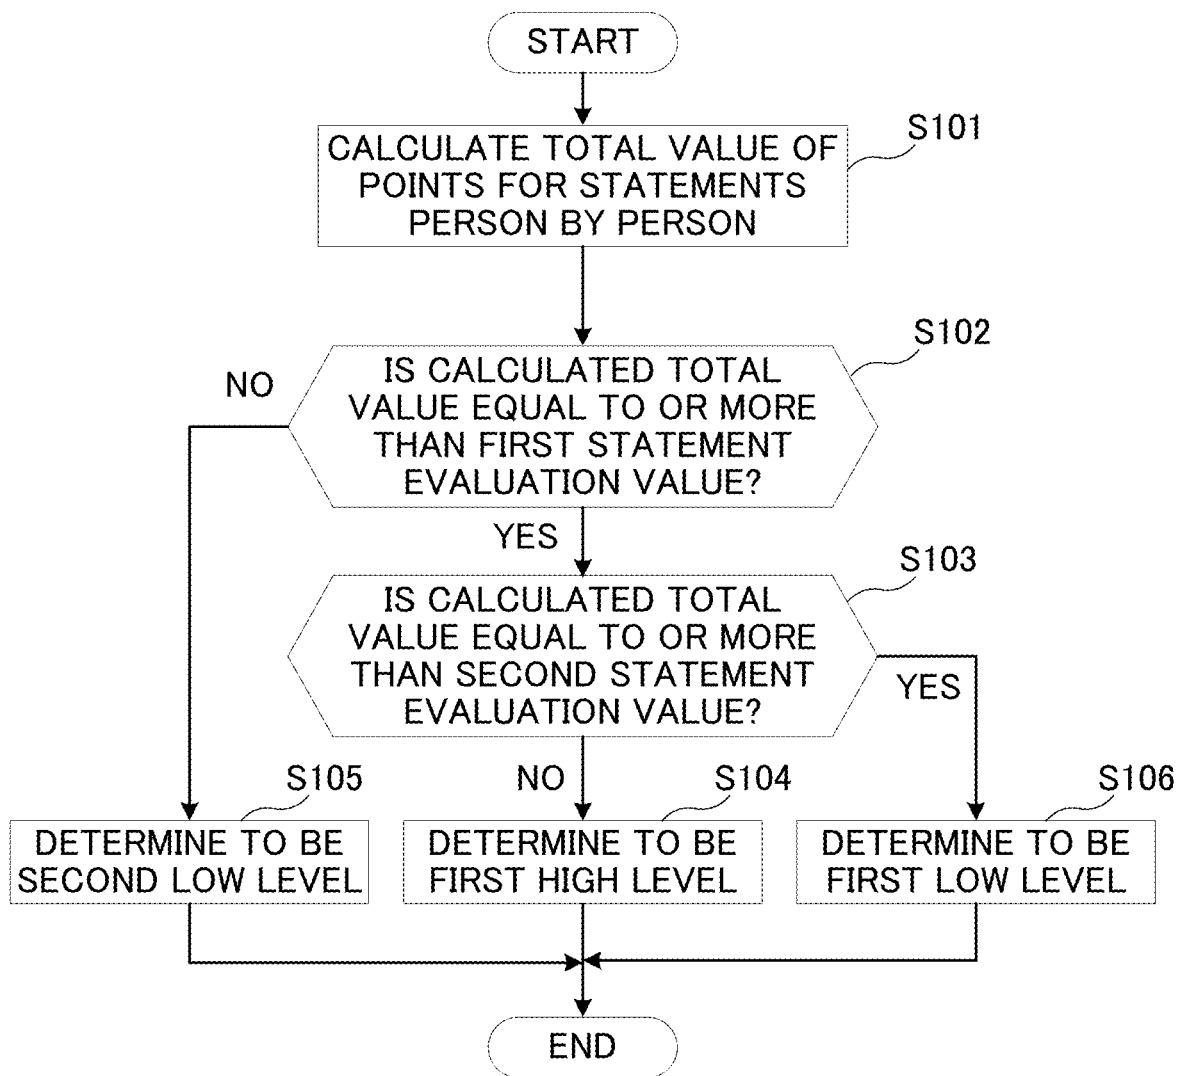 START
S101
CALCULATE TOTAL VALUE OF
POINTS FOR STATEMENTS
PERSON BY PERSON
S102
IS CALCULATED TOTAL
VALUE EQUAL TO OR MORE
THAN FIRST STATEMENT
EVALUATION VALUE?
NO
YES
S103
IS CALCULATED TOTAL
VALUE EQUAL TO OR MORE
THAN SECOND STATEMENT
EVALUATION VALUE?
YES
NO
S105
DETERMINE TO BE
SECOND LOW LEVEL
S104
DETERMINE TO BE
FIRST HIGH LEVEL
S106
DETERMINE TO BE
FIRST LOW LEVEL
END